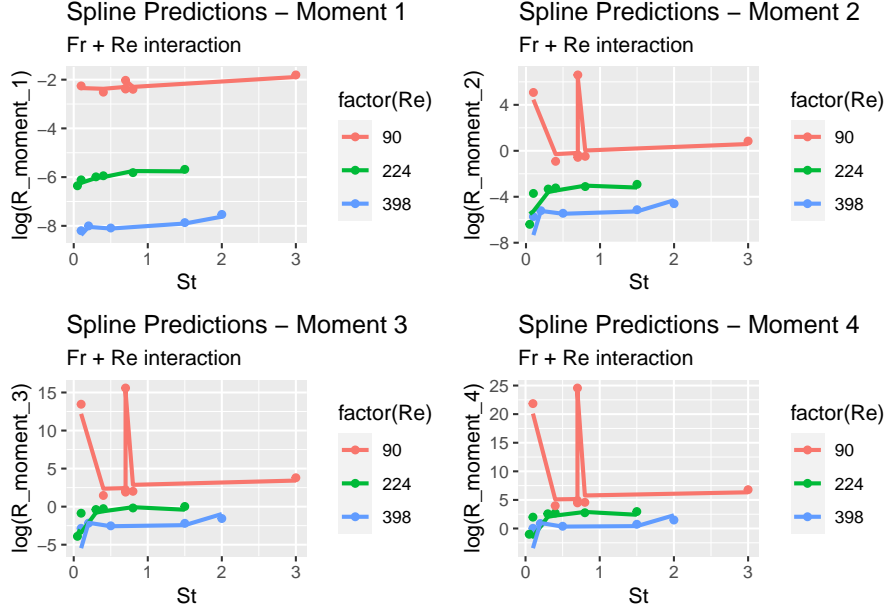 Spline Predictions − Moment 1
Fr + Re interaction
log(R_moment_1)
−2
−4
−6
−8
0
1
2
3
St
factor(Re)
90
224
398
Spline Predictions − Moment 2
Fr + Re interaction
log(R_moment_2)
4
0
−4
−8
0
1
2
3
St
factor(Re)
90
224
398
Spline Predictions − Moment 3
Fr + Re interaction
log(R_moment_3)
15
10
5
0
−5
0
1
2
3
St
factor(Re)
90
224
398
Spline Predictions − Moment 4
Fr + Re interaction
log(R_moment_4)
25
20
15
10
5
0
0
1
2
3
St
factor(Re)
90
224
398